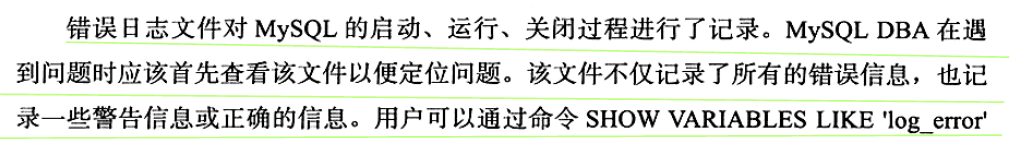 错误日志文件对 MySQL 的启动、运行、关闭过程进行了记录。MySQL DBA 在遇
到问题时应该首先查看该文件以便定位问题。该文件不仅记录了所有的错误信息，也记
录一些警告信息或正确的信息。用户可以通过命令 SHOW VARIABLES LIKE 'log_error'